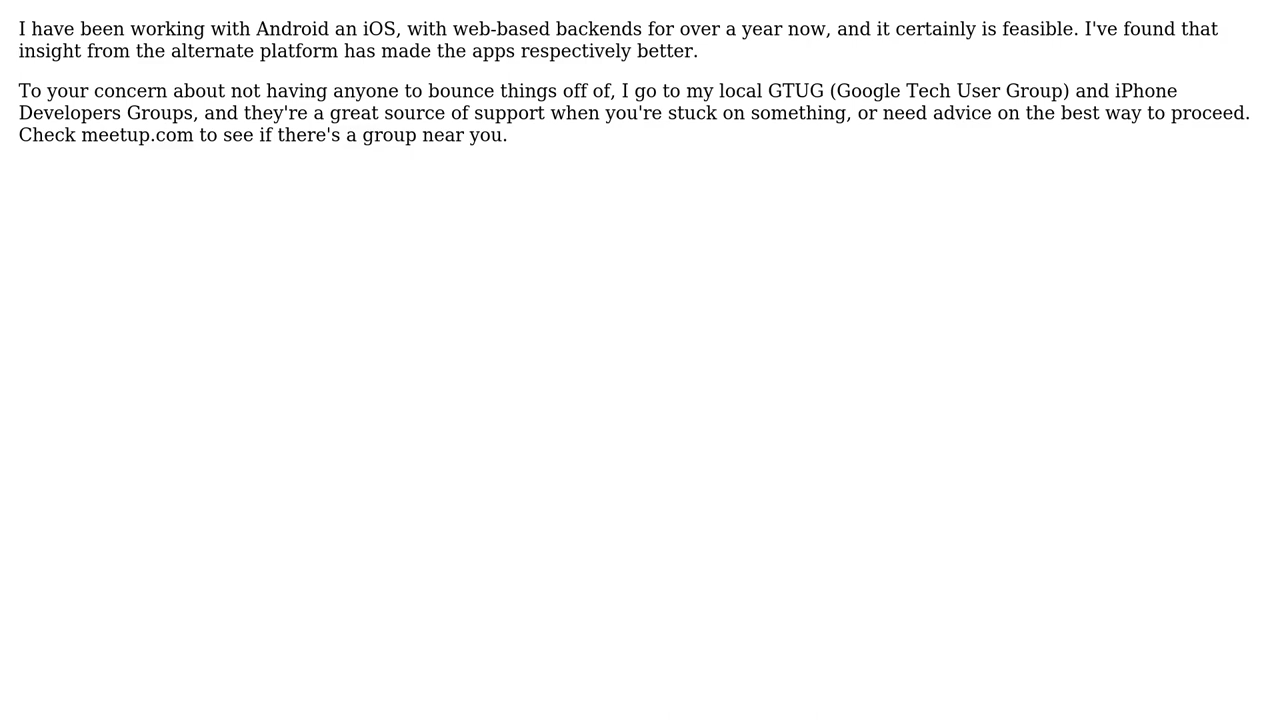 I have been working with Android an iOS, with web-based backends for over a year now, and it certainly is feasible. I've found that
insight from the alternate platform has made the apps respectively better.
To your concern about not having anyone to bounce things off of, I go to my local GTUG (Google Tech User Group) and iPhone
Developers Groups, and they're a great source of support when you're stuck on something, or need advice on the best way to proceed.
Check meetup.com to see if there's a group near you.